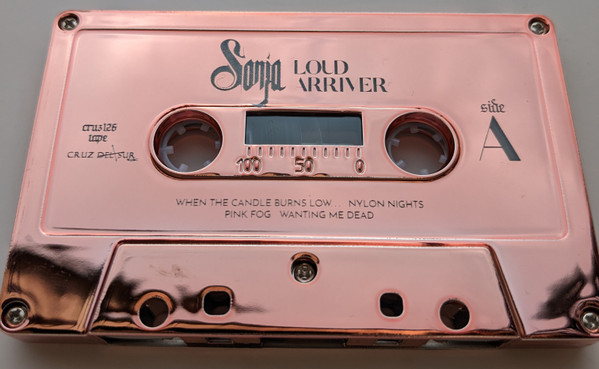 Sonja LOUD
ARRIVER
side
A
cruz126
tape
CRUZ DEL SUR
100 50 0
WHEN THE CANDLE BURNS LOW... NYLON NIGHTS
PINK FOG WANTING ME DEAD